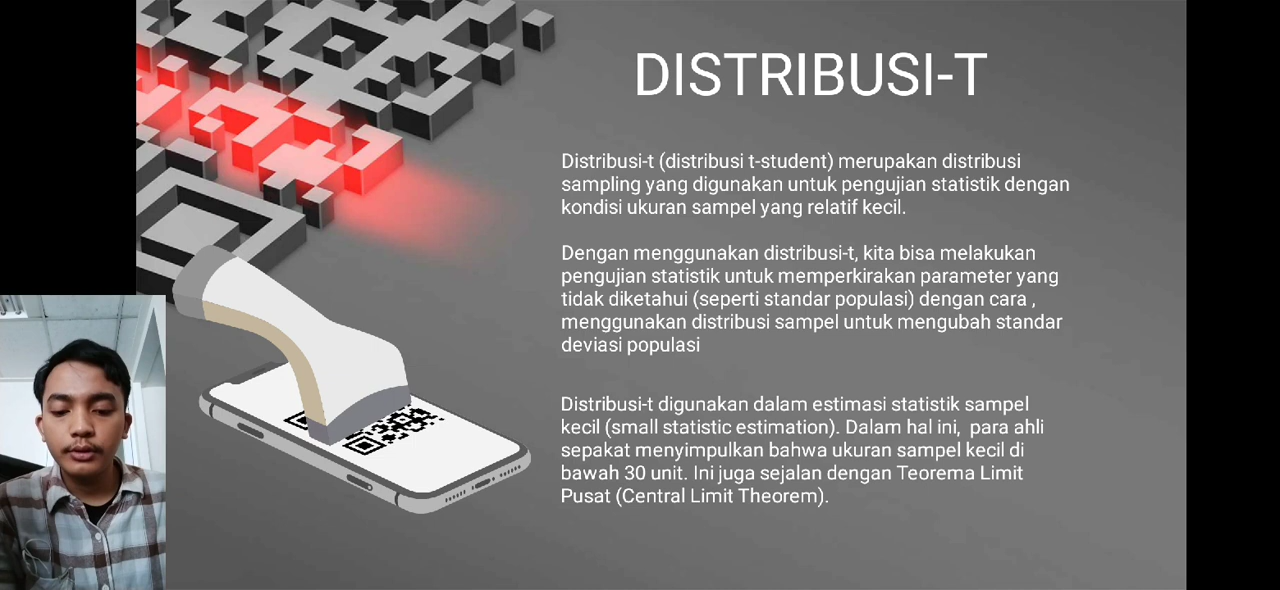 DISTRIBUSI-T
Distribusi-t (distribusi t-student) merupakan distribusi
sampling yang digunakan untuk pengujian statistik dengan
kondisi ukuran sampel yang relatif kecil.
Dengan menggunakan distribusi-t, kita bisa melakukan
pengujian statistik untuk memperkirakan parameter yang
tidak diketahui (seperti standar populasi) dengan cara ,
menggunakan distribusi sampel untuk mengubah standar
deviasi populasi
Distribusi-t digunakan dalam estimasi statistik sampel
kecil (small statistic estimation). Dalam hal ini,  para ahli
sepakat menyimpulkan bahwa ukuran sampel kecil di
bawah 30 unit. Ini juga sejalan dengan Teorema Limit
Pusat (Central Limit Theorem).